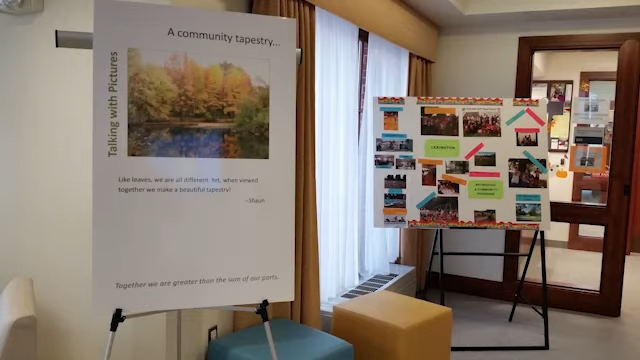 A community tapestry...
Talking with Pictures
Like leaves, we are all different. Yet, when viewed
together we make a beautiful tapestry!
~Shaun
Together we are greater than the sum of our parts.
LEXINGTON